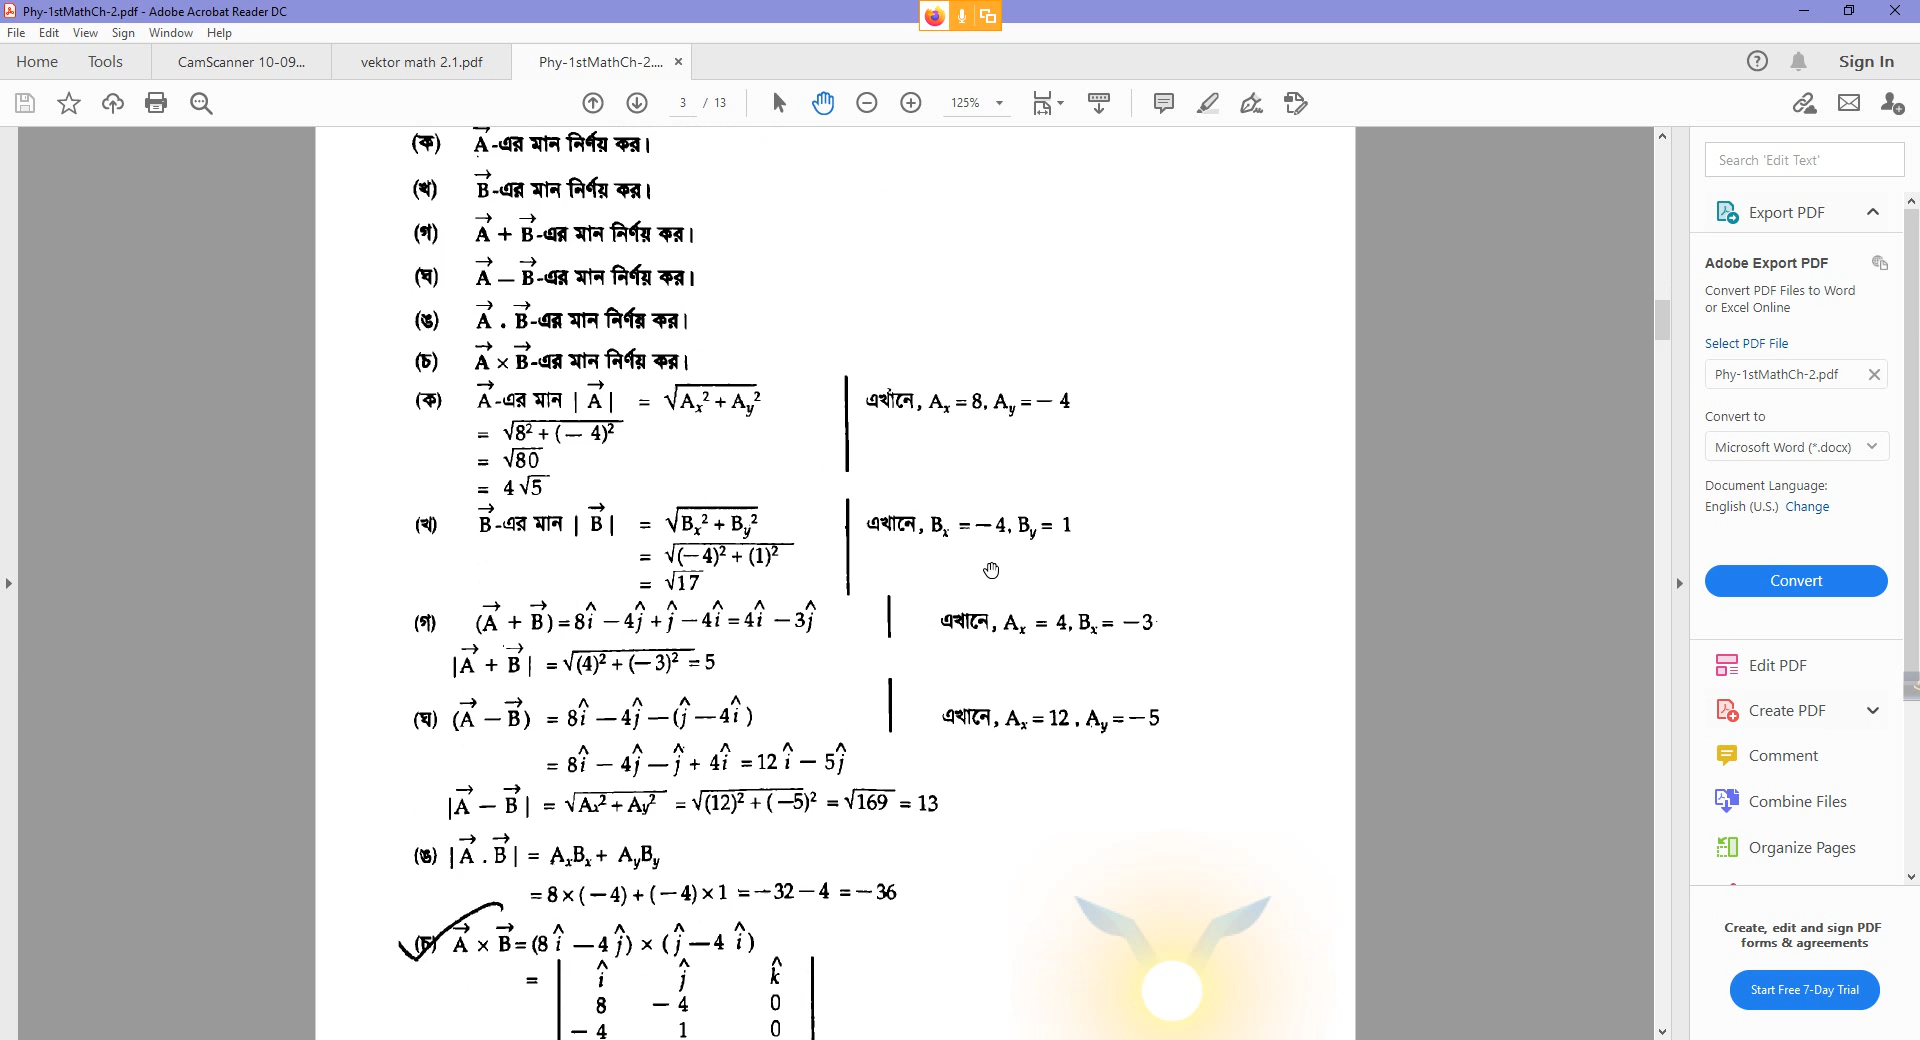 Phy-1stMathCh-2.pdf - Adobe Acrobat Reader DC
File Edit View Sign Window Help
Home Tools CamScanner 10-09... vektor math 2.1.pdf Phy-1stMathCh-2.... × Sign In
3 / 13 125%
(ক) A⃗-এর মান নির্ণয় কর।
(খ) B⃗-এর মান নির্ণয় কর।
(গ) A⃗ + B⃗-এর মান নির্ণয় কর।
(ঘ) A⃗ – B⃗-এর মান নির্ণয় কর।
(ঙ) A⃗ . B⃗-এর মান নির্ণয় কর।
(চ) A⃗ × B⃗-এর মান নির্ণয় কর।
(ক) A⃗-এর মান | A⃗ | = √(Aₓ² + Aᵧ²) এখানে, Aₓ = 8, Aᵧ = – 4
= √(8² + (– 4)²)
= √80
= 4 √5
(খ) B⃗-এর মান | B⃗ | = √(Bₓ² + Bᵧ²) এখানে, Bₓ = – 4, Bᵧ = 1
= √((– 4)² + (1)²)
= √17
(গ) (A⃗ + B⃗) = 8î – 4ĵ + ĵ – 4î = 4î – 3ĵ এখানে, Aₓ = 4, Bₓ = –3
|A⃗ + B⃗| = √((4)² + (–3)²) = 5
(ঘ) (A⃗ – B⃗) = 8î – 4ĵ – (ĵ – 4î) এখানে, Aₓ = 12, Aᵧ = – 5
= 8î – 4ĵ – ĵ + 4î = 12 î – 5ĵ
|A⃗ – B⃗| = √(Ax² + Ay²) = √((12)² + (–5)²) = √169 = 13
(ঙ) |A⃗ . B⃗| = AₓBₓ + AᵧBᵧ
= 8 × (– 4) + (– 4) × 1 = – 32 – 4 = – 36
(চ) A⃗ × B⃗ = (8 î – 4 ĵ) × (ĵ – 4 î)
= | î ĵ k̂ |
8 – 4 0
– 4 1 0
Search 'Edit Text'
Export PDF
Adobe Export PDF
Convert PDF Files to Word
or Excel Online
Select PDF File
Phy-1stMathCh-2.pdf ×
Convert to
Microsoft Word (*.docx)
Document Language:
English (U.S.) Change
Convert
Edit PDF
Create PDF
Comment
Combine Files
Organize Pages
Create, edit and sign PDF
forms & agreements
Start Free 7-Day Trial